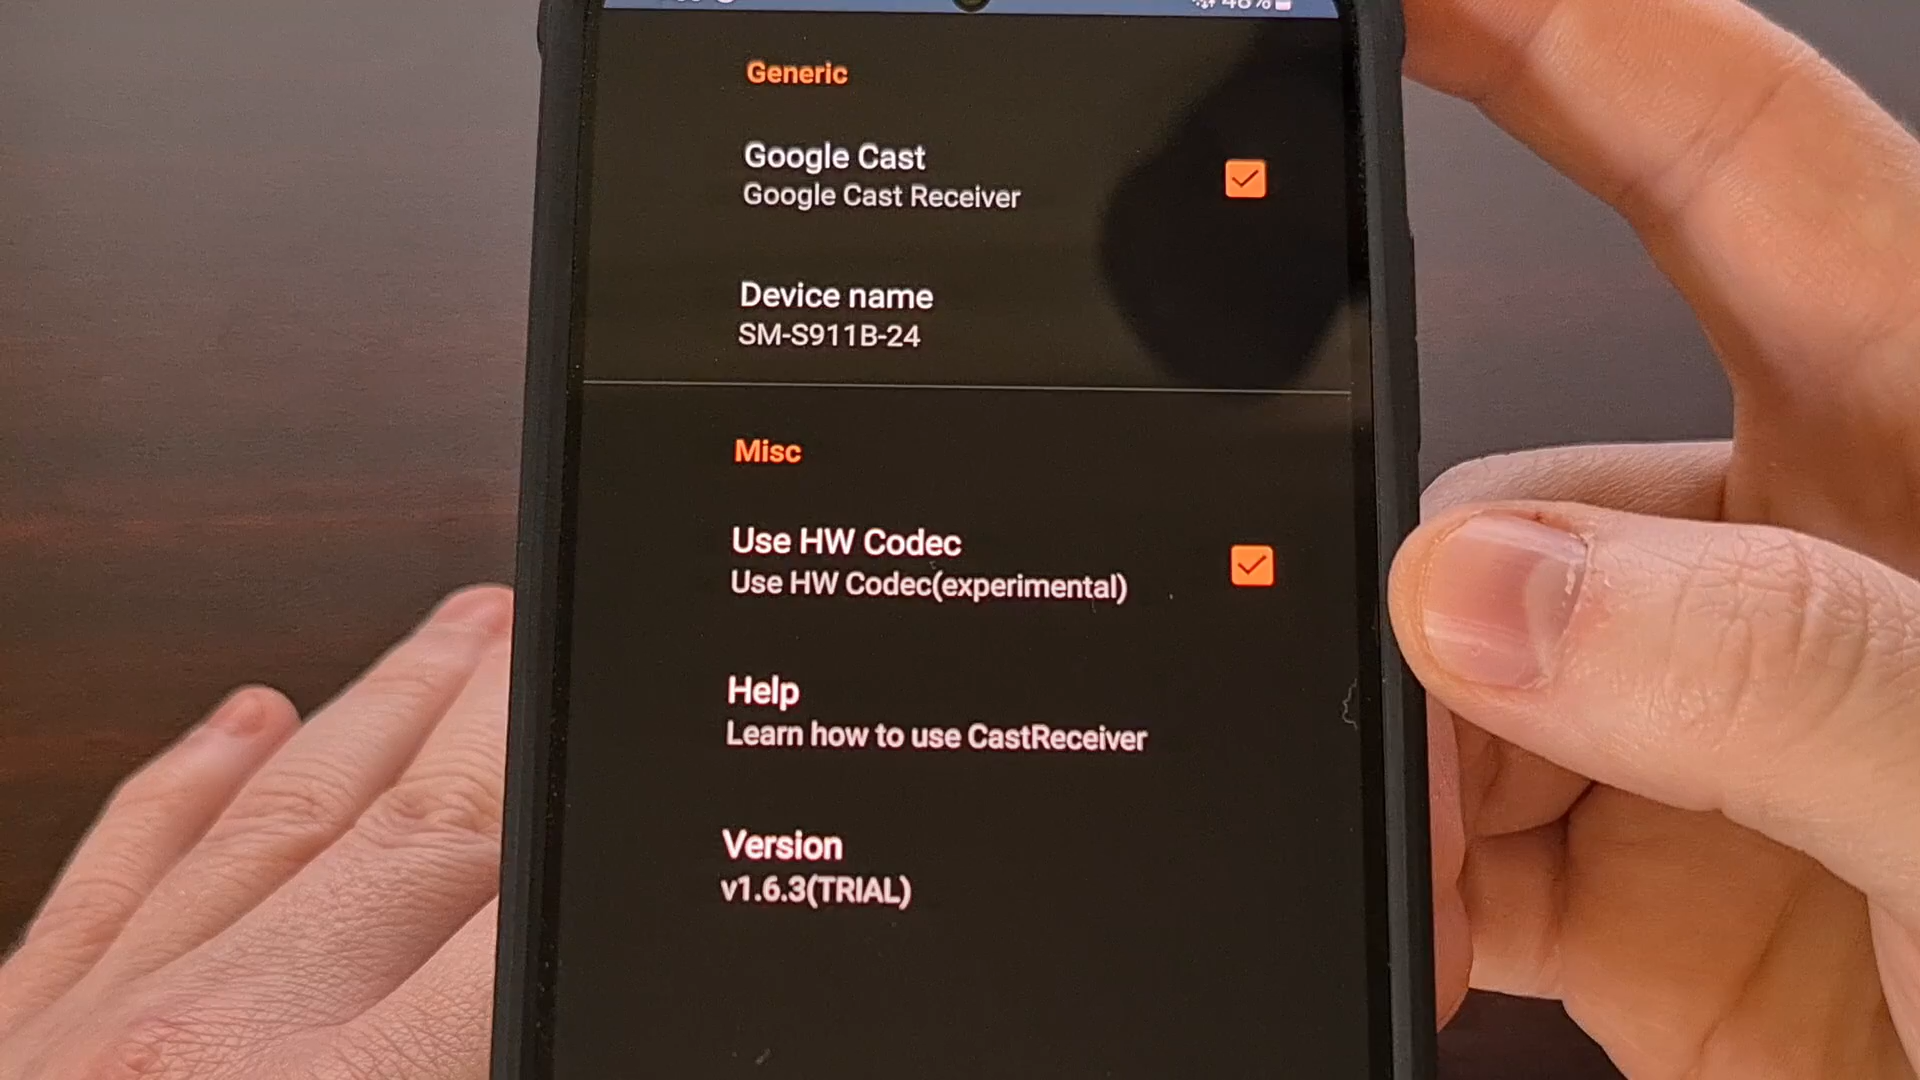 Generic
Google Cast
Google Cast Receiver
Device name
SM-S911B-24
Misc
Use HW Codec
Use HW Codec(experimental)
Help
Learn how to use CastReceiver
Version
v1.6.3(TRIAL)